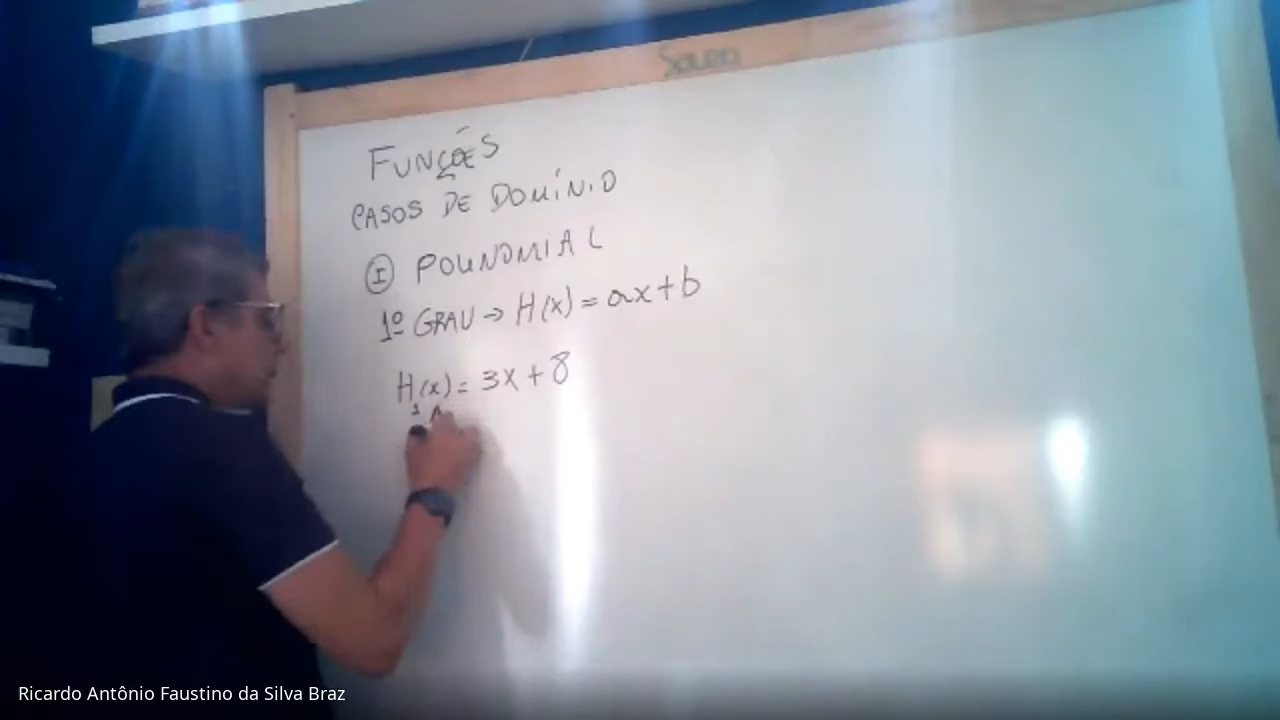 Souza
FUNÇÕES
CASOS DE DOMÍNIO
I POLINOMIAL
1º GRAU → H(x) = ax+b
H(x) = 3x + 8
Ricardo Antônio Faustino da Silva Braz